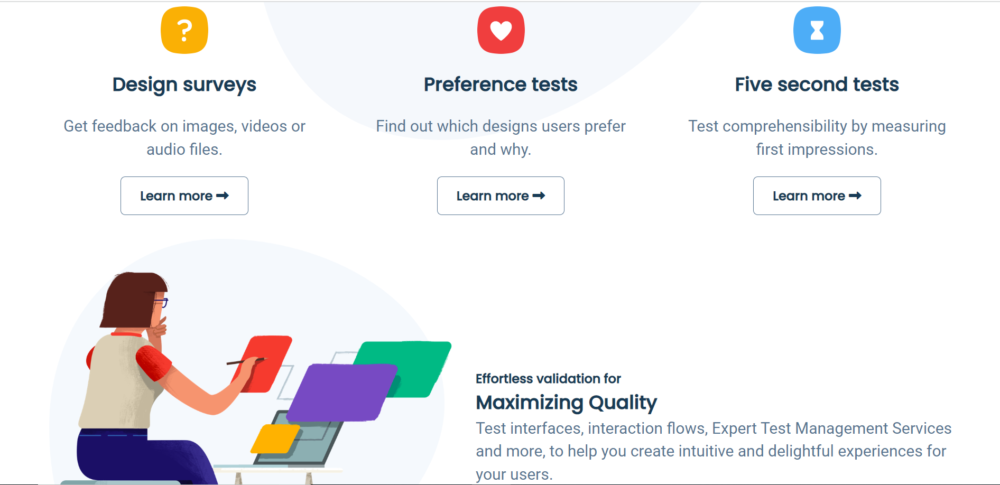 Design surveys
Get feedback on images, videos or
audio files.
Learn more
Preference tests
Find out which designs users prefer
and why.
Learn more
Five second tests
Test comprehensibility by measuring
first impressions.
Learn more
Effortless validation for
Maximizing Quality
Test interfaces, interaction flows, Expert Test Management Services
and more, to help you create intuitive and delightful experiences for
your users.